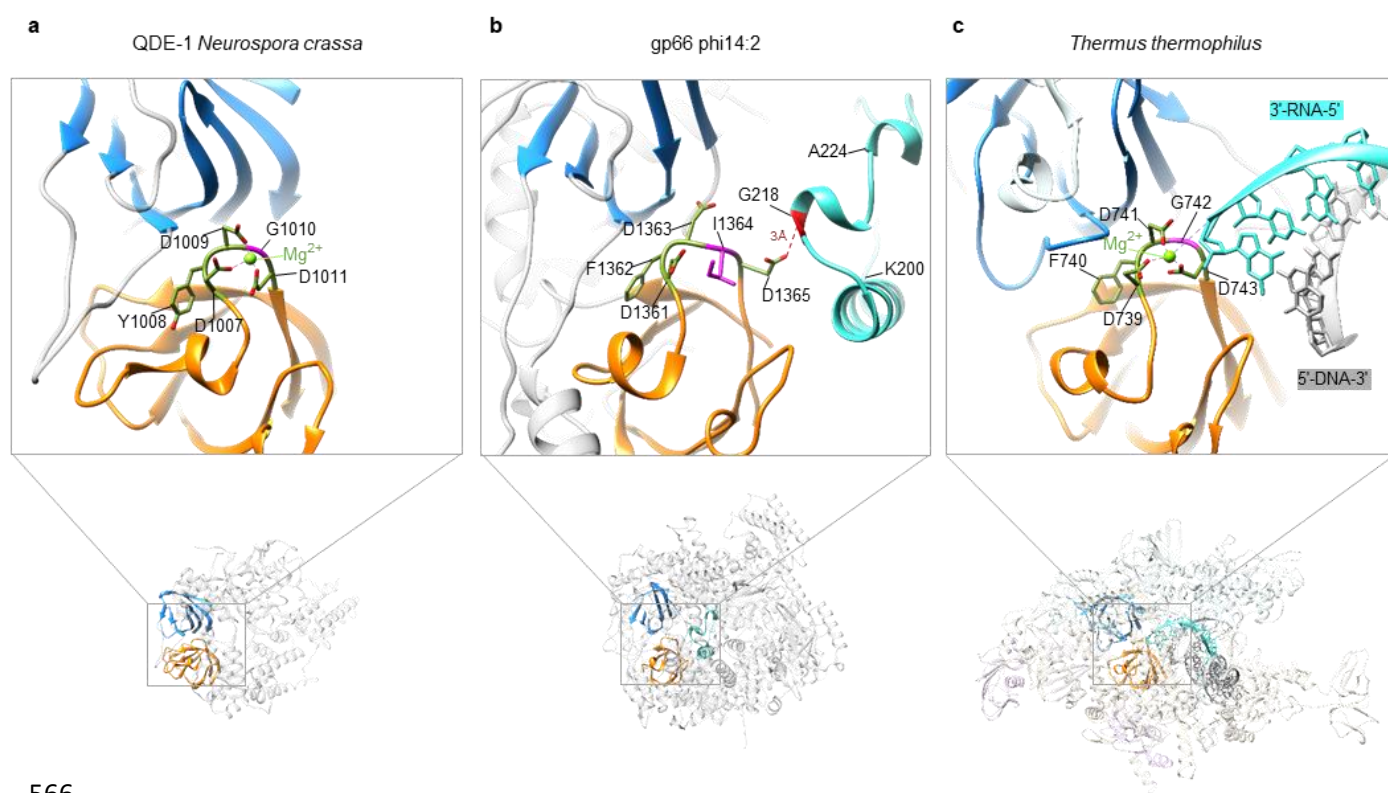 a
QDE-1 Neurospora crassa
D1009
G1010
Mg2+
D1011
Y1008
D1007
b
gp66 phi14:2
A224
G218
D1363
I1364
3Å
F1362
K200
D1361
D1365
c
Thermus thermophilus
3'-RNA-5'
D741
G742
Mg2+
F740
D743
D739
5'-DNA-3'
566